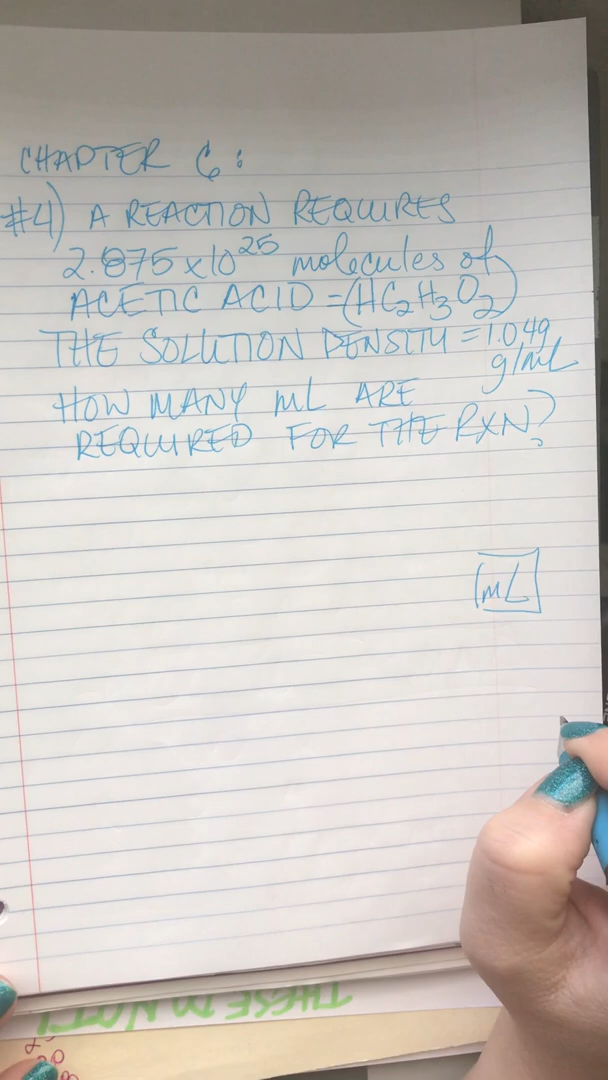 CHAPTER 6:
#4) A REACTION REQUIRES
2.875 x 10^25 molecules of
ACETIC ACID = (HC2H3O2)
THE SOLUTION DENSITY = 1.049
g/mL
HOW MANY mL ARE
REQUIRED FOR THE RXN?
mL
THESE